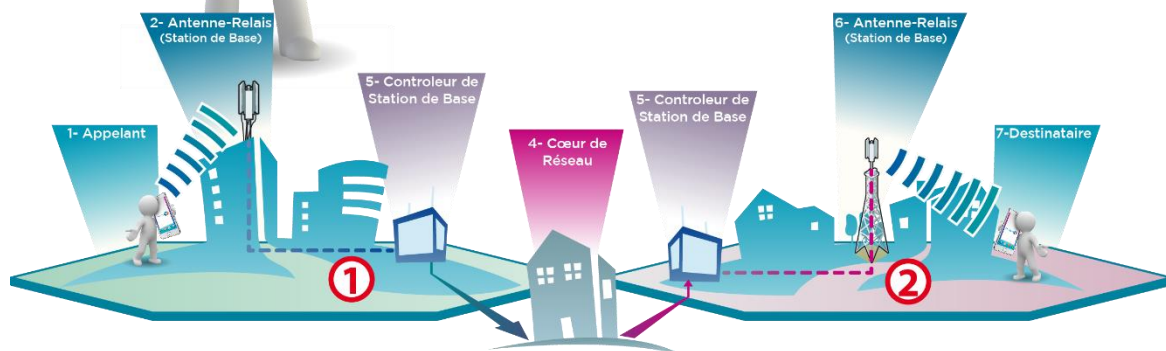 2- Antenne-Relais
(Station de Base)
6- Antenne-Relais
(Station de Base)
5- Controleur de
Station de Base
5- Controleur de
Station de Base
1- Appelant
4- Cœur de
Réseau
7-Destinataire
1
2